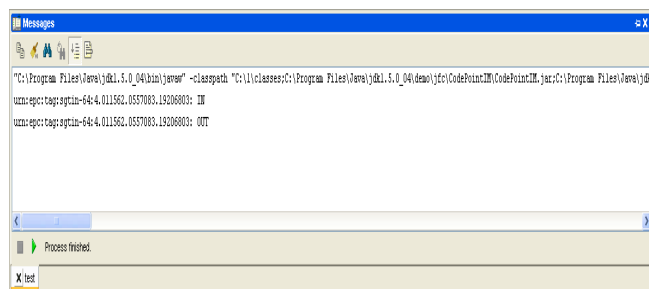 Messages
"C:\Program Files\Java\jdk1.5.0_04\bin\javaw" -classpath "C:\1\classes;C:\Program Files\Java\jdk1.5.0_04\demo\jfc\CodePointIM\CodePointIM.jar;C:\Program Files\Java\jdk
urn:epc:tag:sgtin-64:4.011562.0557083.19206803: IN
urn:epc:tag:sgtin-64:4.011562.0557083.19206803: OUT
Process finished.
X test